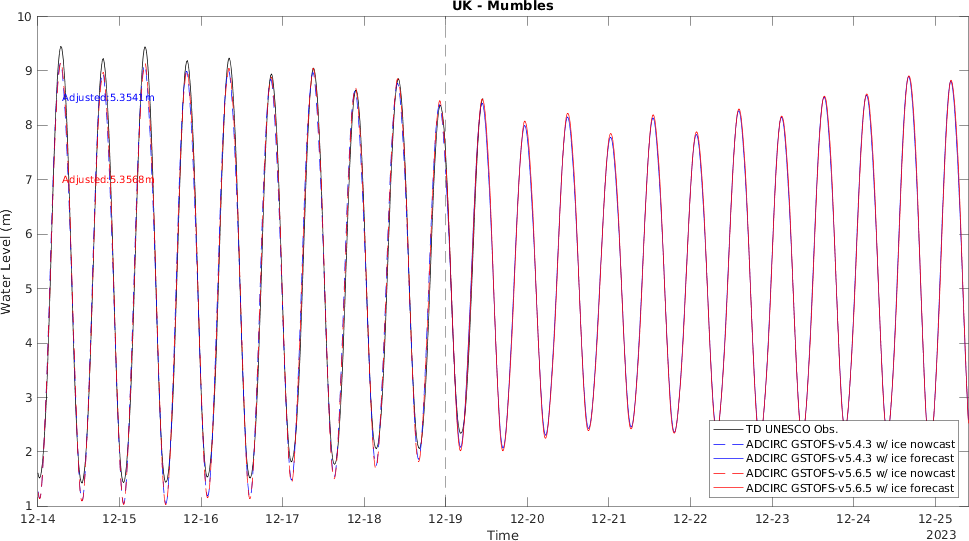 UK - Mumbles
10
9
8
7
6
5
4
3
2
1
Water Level (m)
Adjusted:5.3541m
Adjusted:5.3568m
TD UNESCO Obs.
ADCIRC GSTOFS-v5.4.3 w/ ice nowcast
ADCIRC GSTOFS-v5.4.3 w/ ice forecast
ADCIRC GSTOFS-v5.6.5 w/ ice nowcast
ADCIRC GSTOFS-v5.6.5 w/ ice forecast
12-14 12-15 12-16 12-17 12-18 12-19 12-20 12-21 12-22 12-23 12-24 12-25
Time
2023